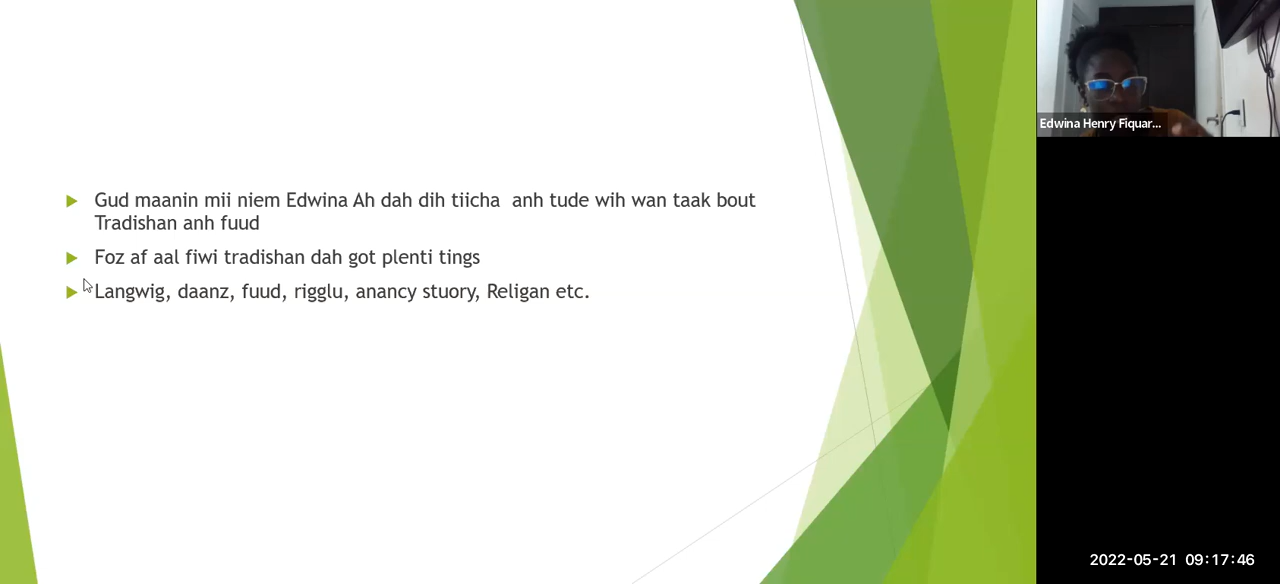 Gud maanin mii niem Edwina Ah dah dih tiicha  anh tude wih wan taak bout
Tradishan anh fuud
Foz af aal fiwi tradishan dah got plenti tings
Langwig, daanz, fuud, rigglu, anancy stuory, Religan etc.
Edwina Henry Fiquar...
2022-05-21 09:17:46